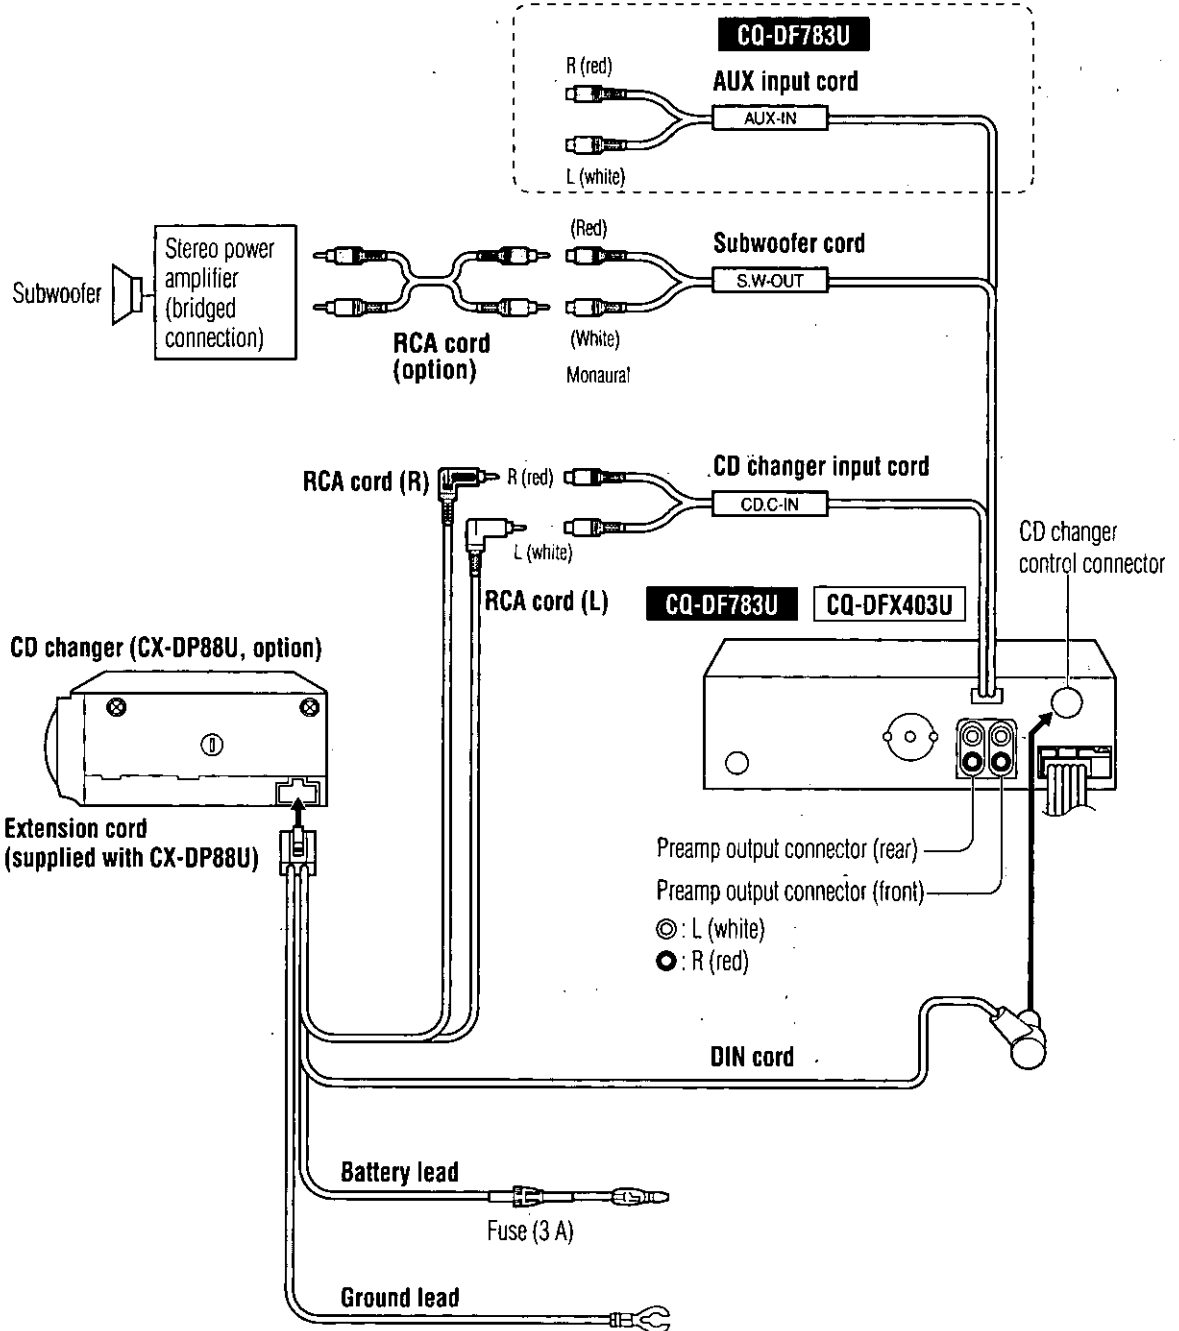 CQ-DF783U
R (red)
AUX input cord
AUX-IN
L (white)
(Red)
Subwoofer cord
Stereo power
amplifier
(bridged
connection)
Subwoofer
S.W-OUT
RCA cord
(option)
(White)
Monaural
CD changer input cord
RCA cord (R)
R (red)
CD.C-IN
L (white)
CD changer
control connector
RCA cord (L)
CQ-DF783U
CQ-DFX403U
CD changer (CX-DP88U, option)
Extension cord
(supplied with CX-DP88U)
Preamp output connector (rear)
Preamp output connector (front)
: L (white)
: R (red)
DIN cord
Battery lead
Fuse (3 A)
Ground lead